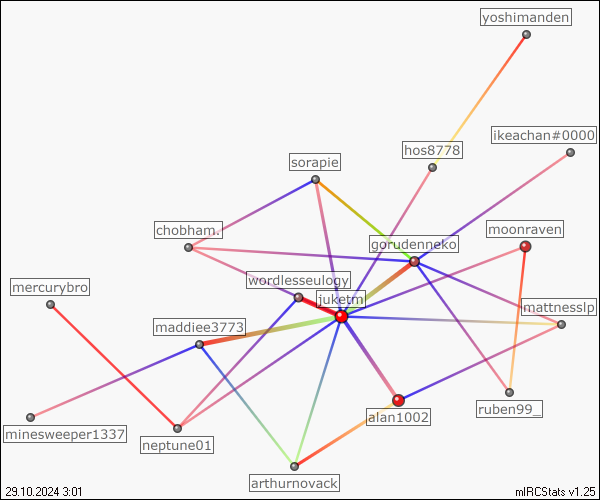 yoshimanden
ikeachan#0000
hos8778
sorapie
chobham.
moonraven
gorudenneko
wordlesseulogy
mercurybro
juketm
mattnesslp
maddiee3773
ruben99_
alan1002
minesweeper1337
neptune01
arthurnovack
29.10.2024 3:01
mIRCStats v1.25